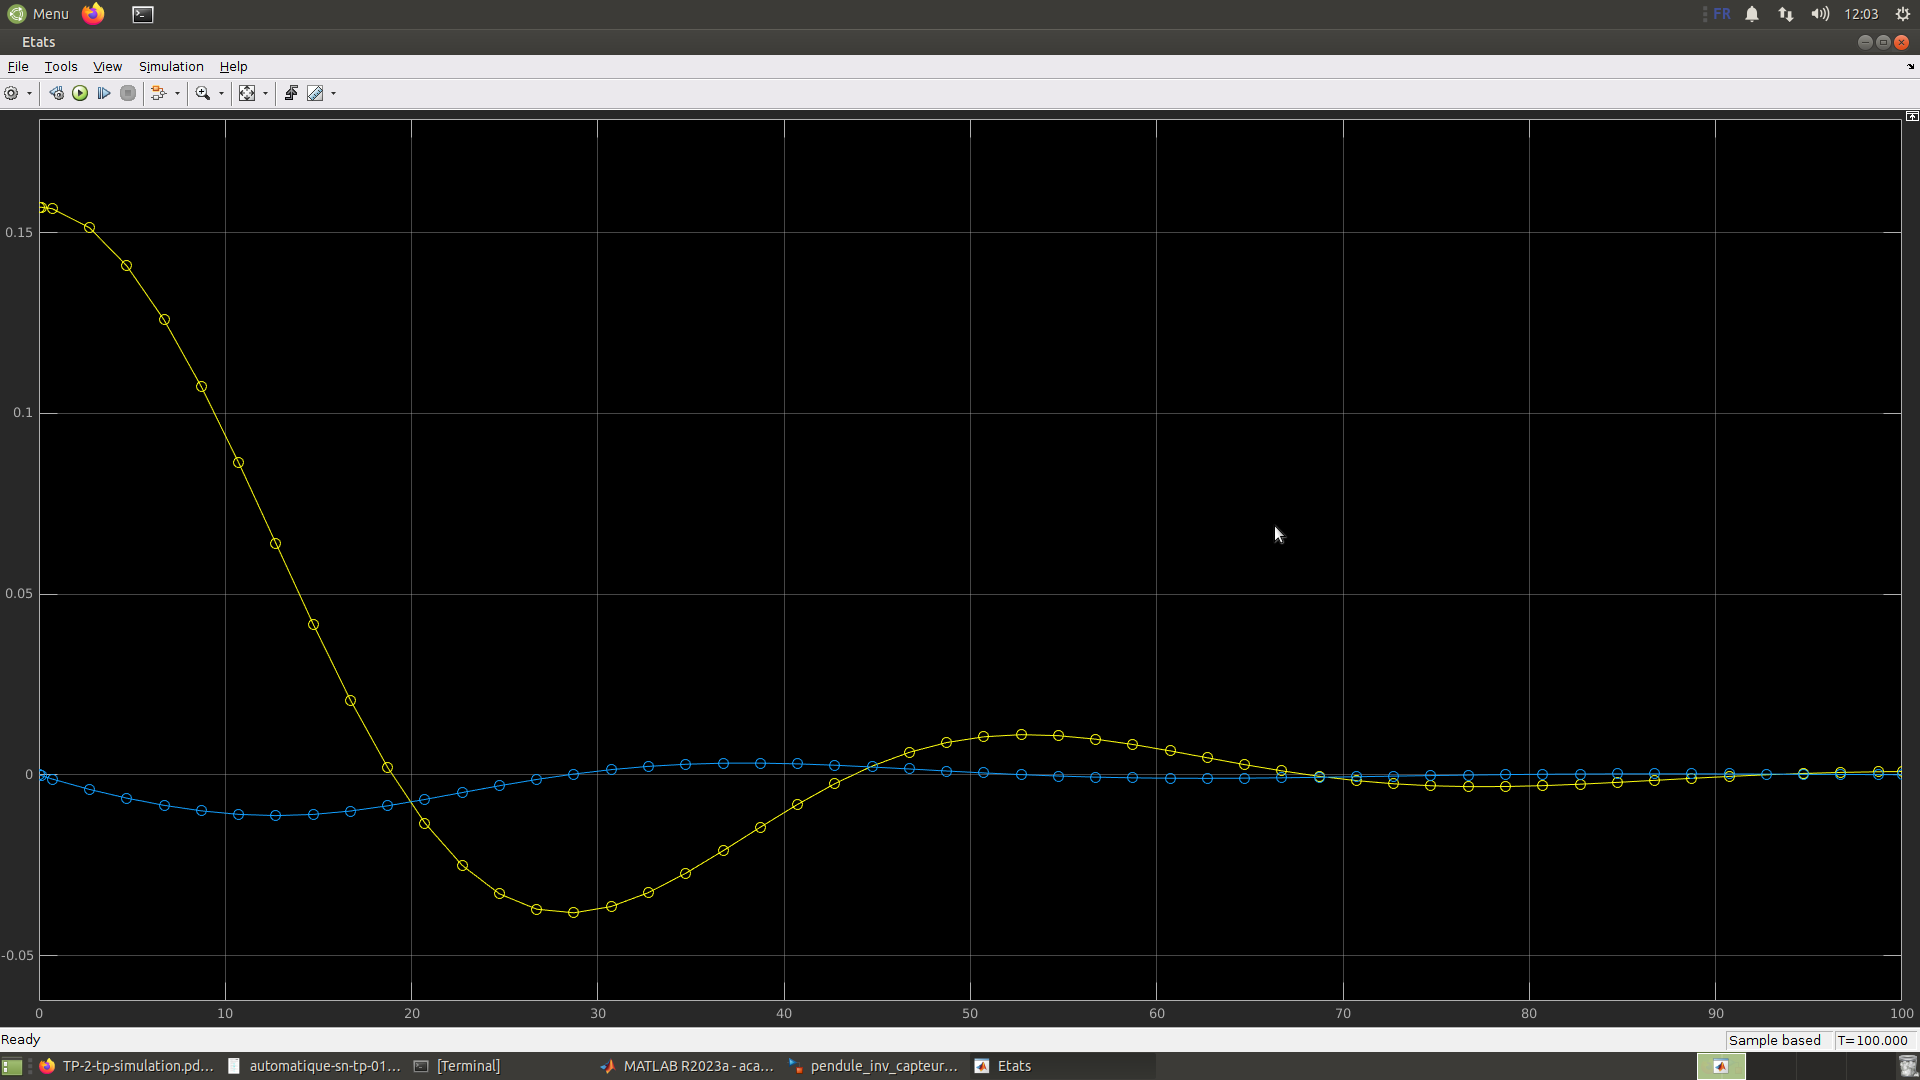 Menu FR 12:03
Etats
File Tools View Simulation Help
0.15
0.1
0.05
0
-0.05
0 10 20 30 40 50 60 70 80 90 100
Ready Sample based T=100.000
TP-2-tp-simulation.pd... automatique-sn-tp-01... [Terminal] MATLAB R2023a - aca... pendule_inv_capteur... Etats